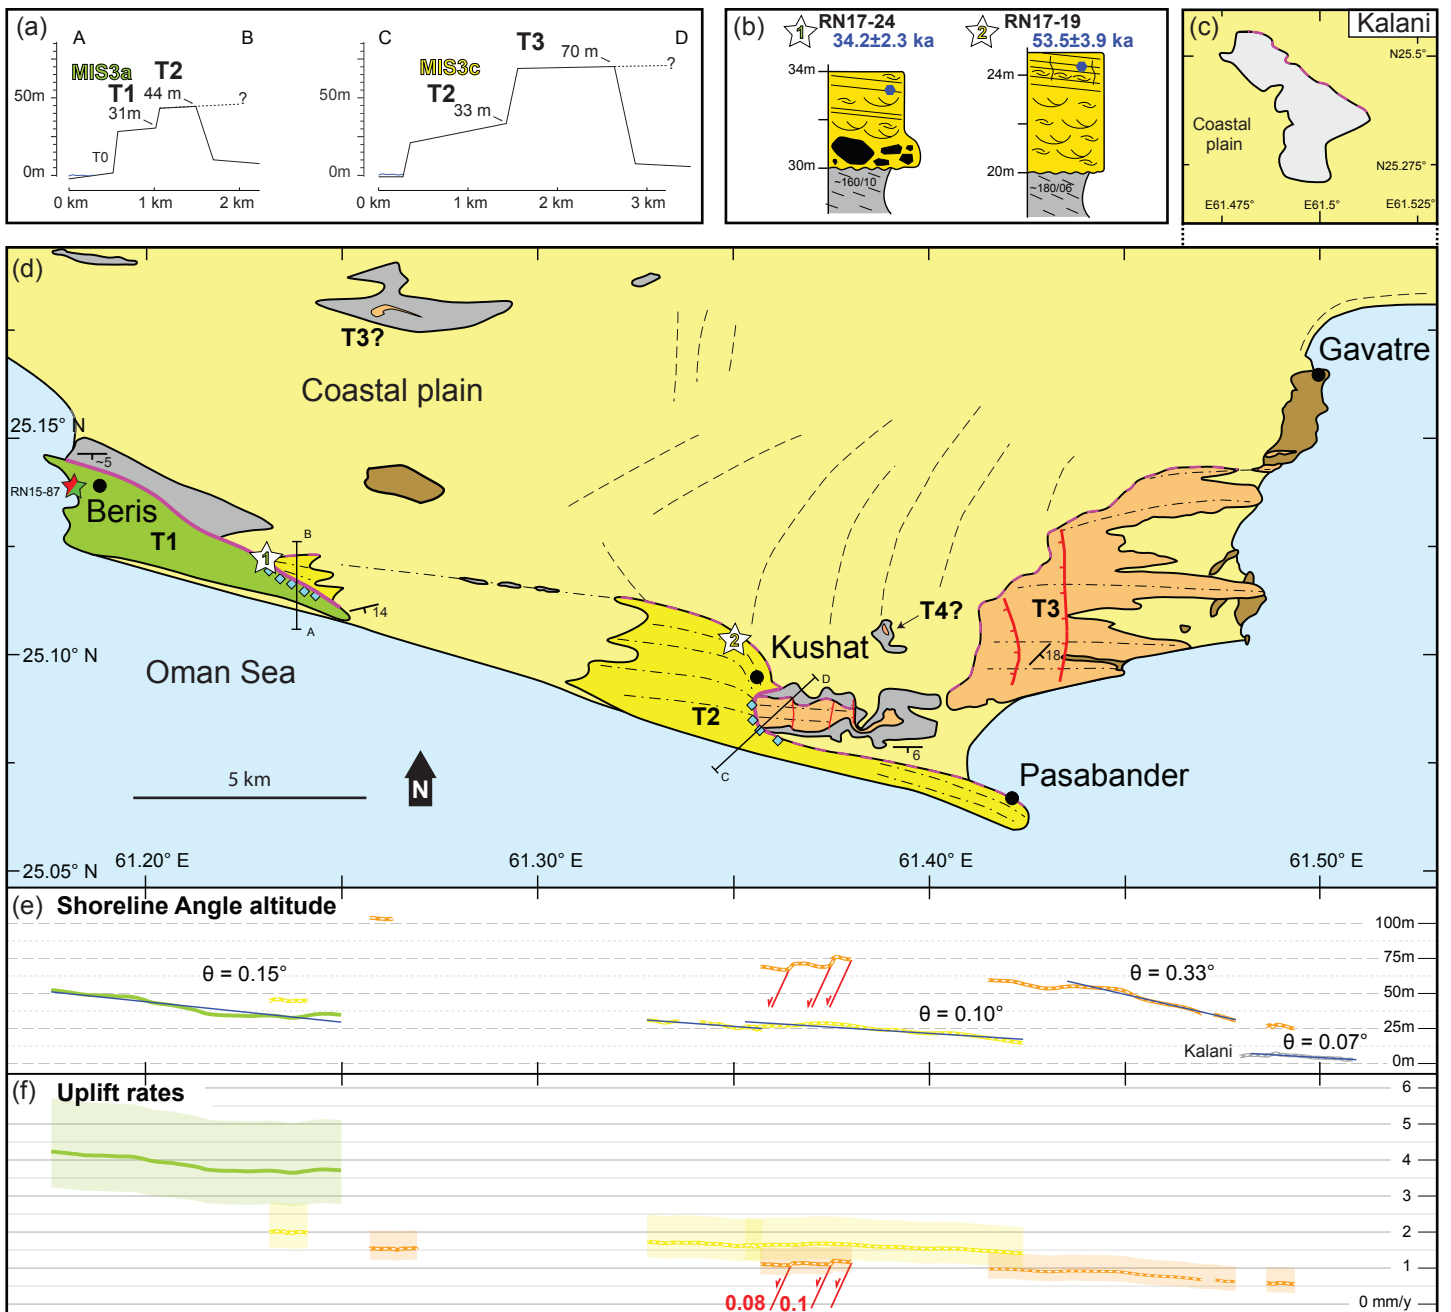 (a)
A
B
MIS3a
T2
T1
44 m
31m
T0
?
50m
0m
0 km
1 km
2 km
C
D
T3
70 m
?
MIS3c
T2
33 m
50m
0m
0 km
1 km
2 km
3 km
(b)
1
RN17-24
34.2±2.3 ka
34m
30m
~160/10
2
RN17-19
53.5±3.9 ka
24m
20m
~180/06
(c)
Kalani
N25.5°
Coastal
plain
N25.275°
E61.475°
E61.5°
E61.525°
(d)
T3?
Coastal plain
Gavatre
25.15° N
~5
RN15-87
Beris
T1
1
B
A
14
T4?
2
Kushat
T3
18
25.10° N
Oman Sea
D
T2
C
6
5 km
N
Pasabander
61.20° E
61.30° E
61.40° E
61.50° E
25.05° N
(e) Shoreline Angle altitude
100m
75m
50m
25m
0m
θ = 0.15°
θ = 0.10°
θ = 0.33°
Kalani
θ = 0.07°
(f) Uplift rates
6
5
4
3
2
1
0 mm/y
0.08
0.1